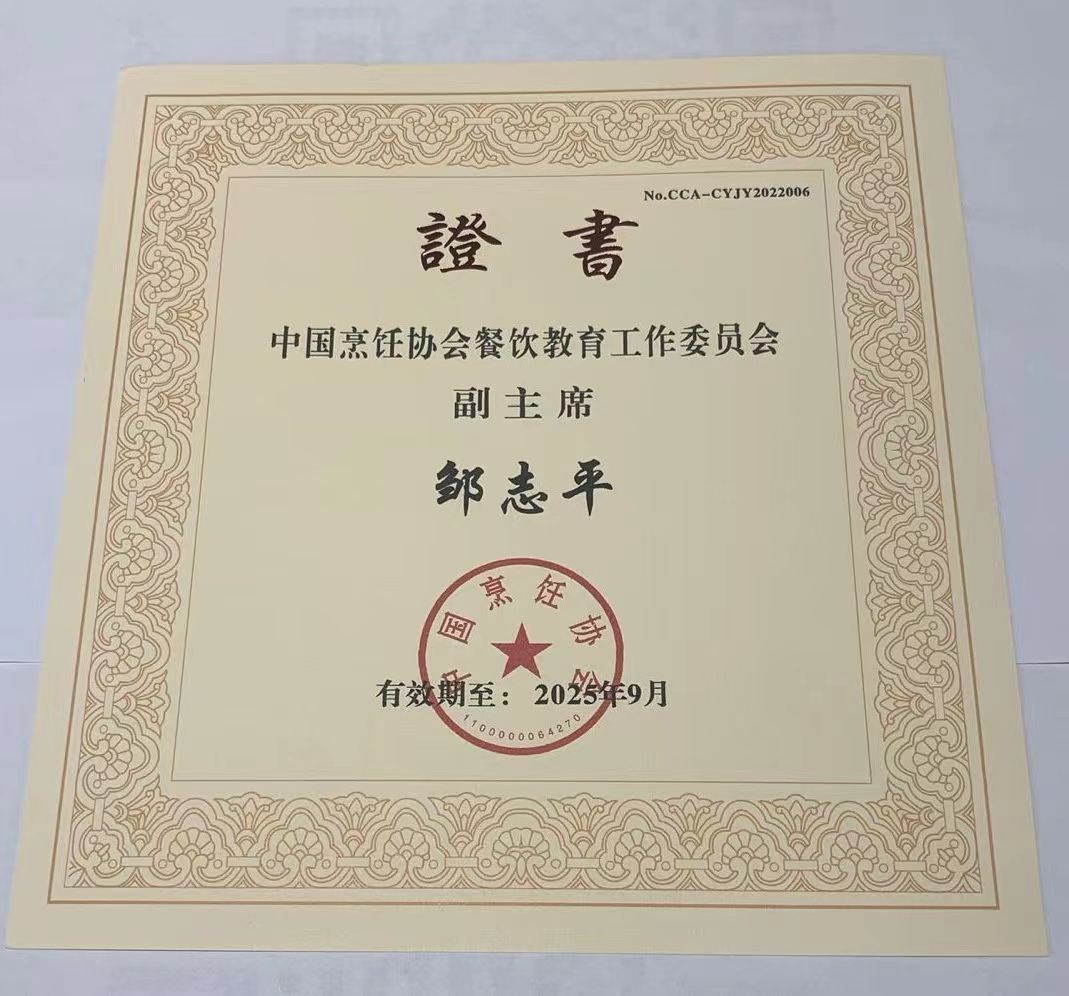 No.CCA-CYJY2022006
證書
中国烹饪协会餐饮教育工作委员会
副主席
邹志平
中国烹饪协会
有效期至：2025年9月
1100000064270